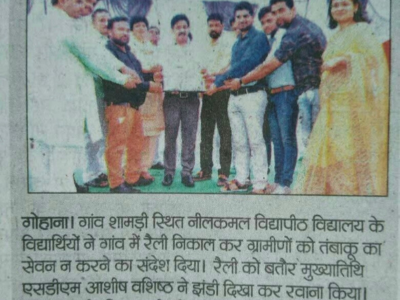 गोहाना। गांव शामड़ी स्थित नीलकमल विद्यापीठ विद्यालय के
विद्यार्थियों ने गांव में रैली निकाल कर ग्रामीणों को तंबाकू का
सेवन न करने का संदेश दिया। रैली को बतौर मुख्यातिथि
एसडीएम आशीष वशिष्ठ ने झंडी दिखा कर रवाना किया।